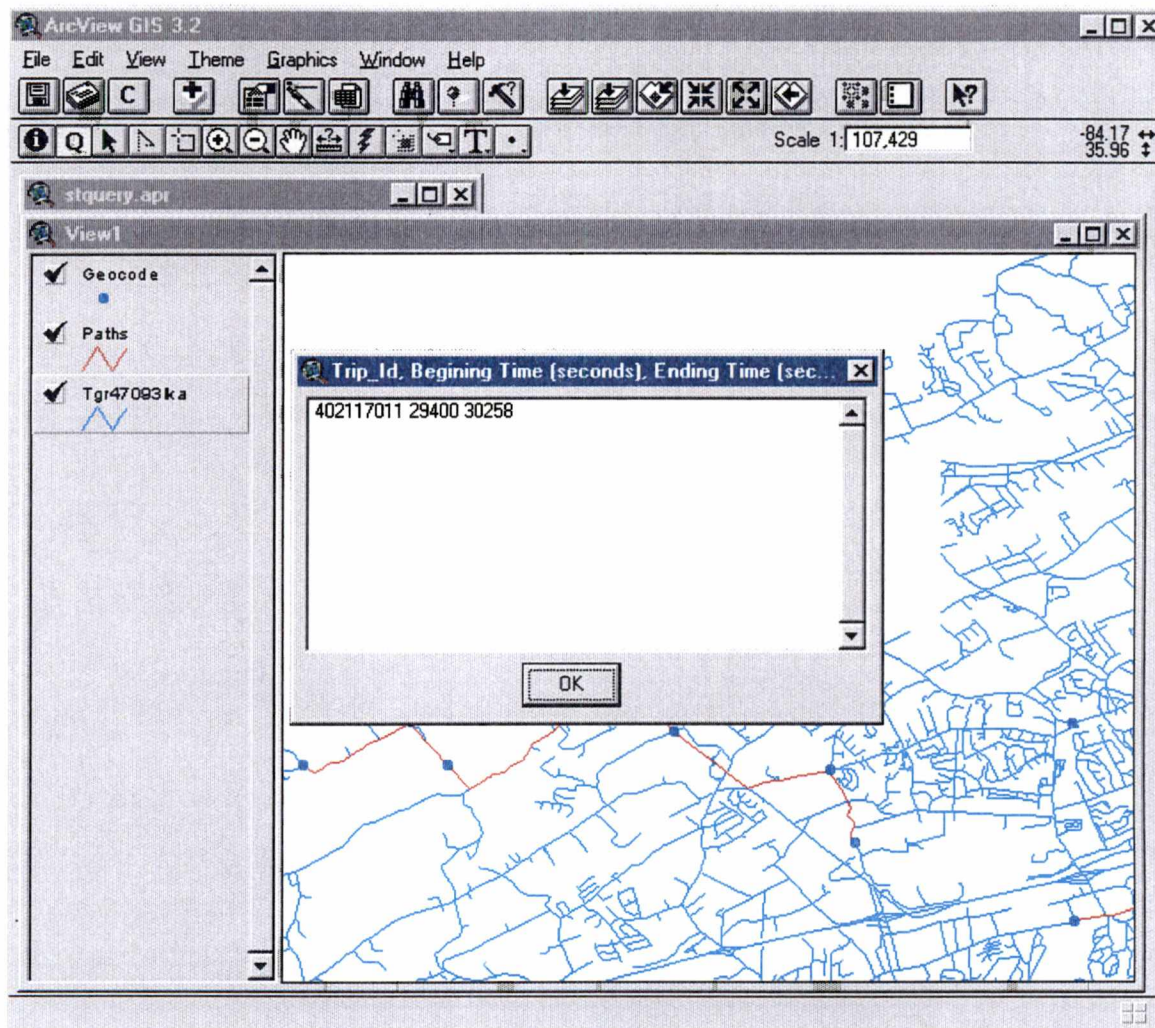 ArcView GIS 3.2
File Edit View Theme Graphics Window Help
C
Q T
Scale 1: 107,429
-84.17
35.96
stquery.apr
View1
Geocode
Paths
Tgr47093lka
Trip_Id, Begining Time (seconds), Ending Time (sec...
402117011 29400 30258
OK